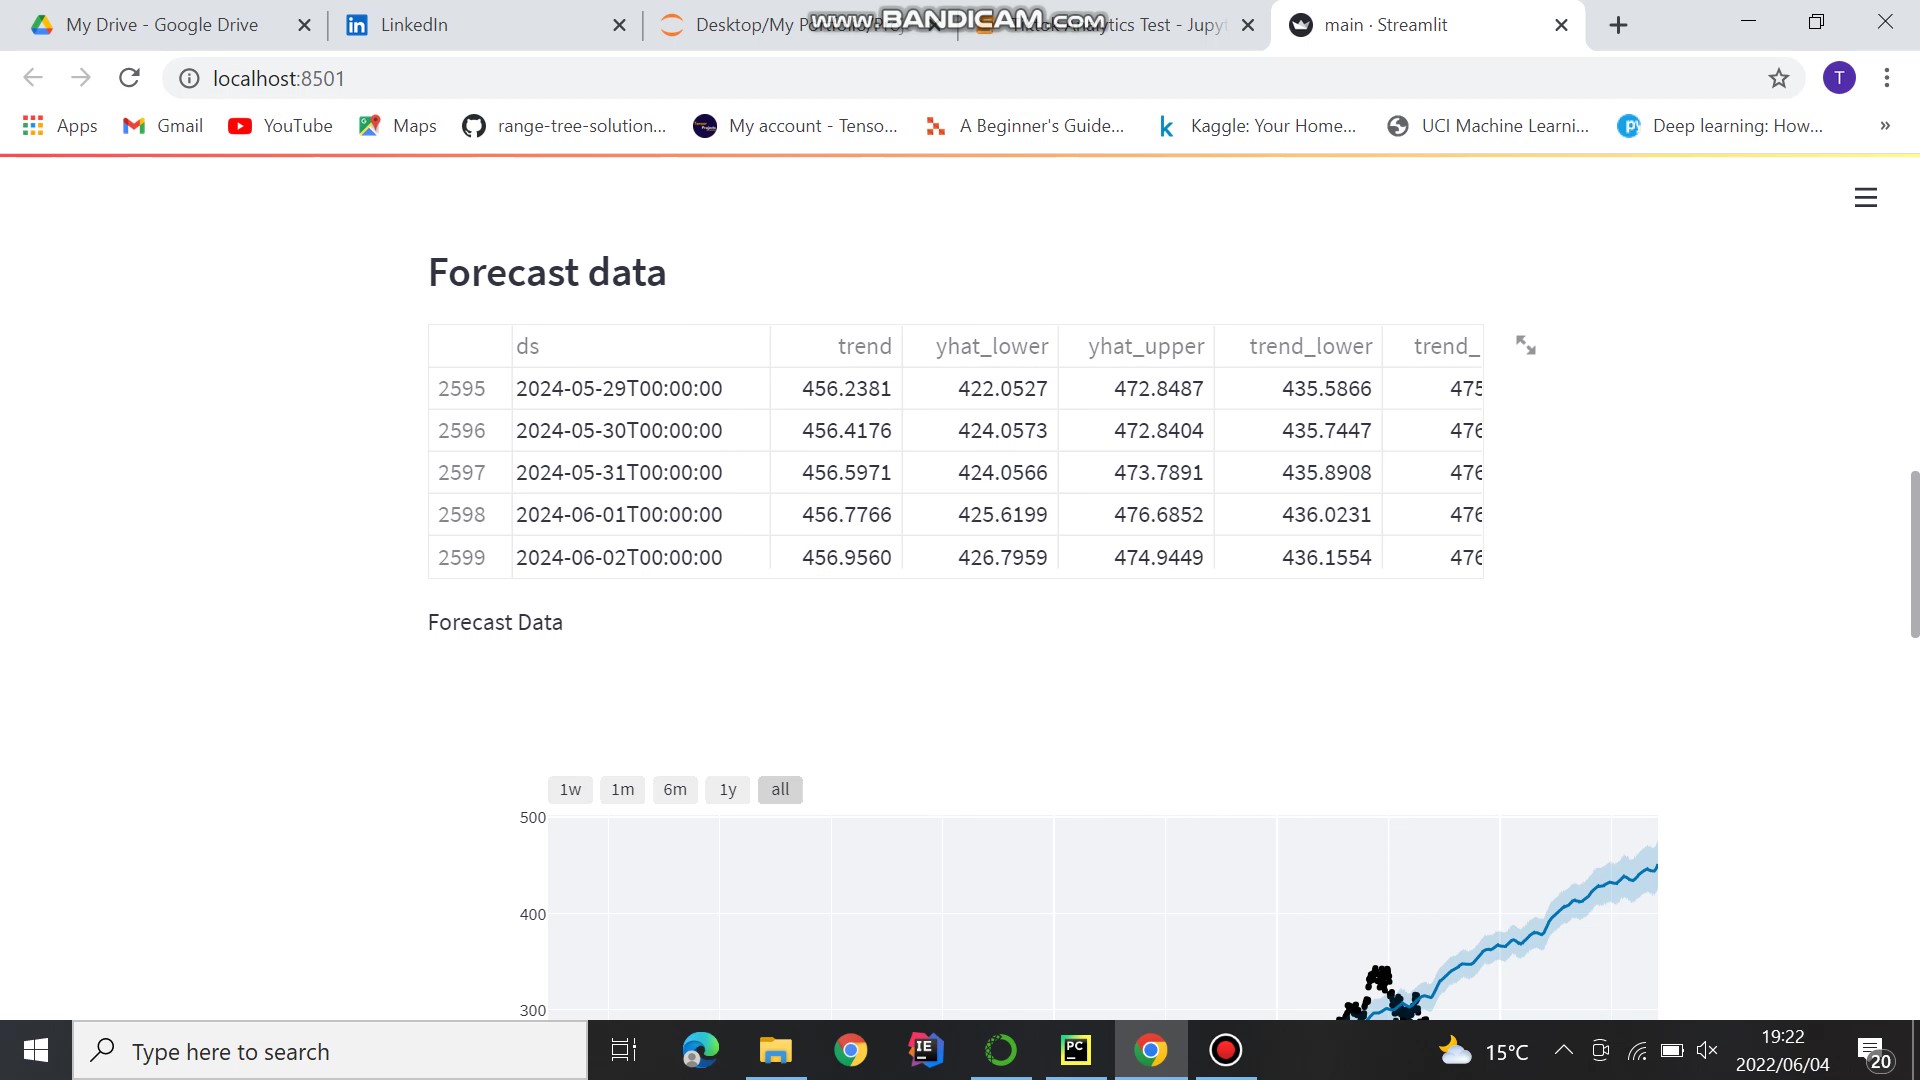 My Drive - Google Drive
LinkedIn
Desktop/My Portfolio/Proj
www.BANDICAM.com
Tiktok Analytics Test - Jupyt
main · Streamlit
localhost:8501
T
Apps
Gmail
YouTube
Maps
range-tree-solution...
My account - Tenso...
A Beginner's Guide...
Kaggle: Your Home...
UCI Machine Learni...
Deep learning: How...
»
Forecast data
ds trend yhat_lower yhat_upper trend_lower trend_
2595 2024-05-29T00:00:00 456.2381 422.0527 472.8487 435.5866 475
2596 2024-05-30T00:00:00 456.4176 424.0573 472.8404 435.7447 476
2597 2024-05-31T00:00:00 456.5971 424.0566 473.7891 435.8908 476
2598 2024-06-01T00:00:00 456.7766 425.6199 476.6852 436.0231 476
2599 2024-06-02T00:00:00 456.9560 426.7959 474.9449 436.1554 476
Forecast Data
1w 1m 6m 1y all
500
400
300
Type here to search
IE
PC
15°C
19:22
2022/06/04
20